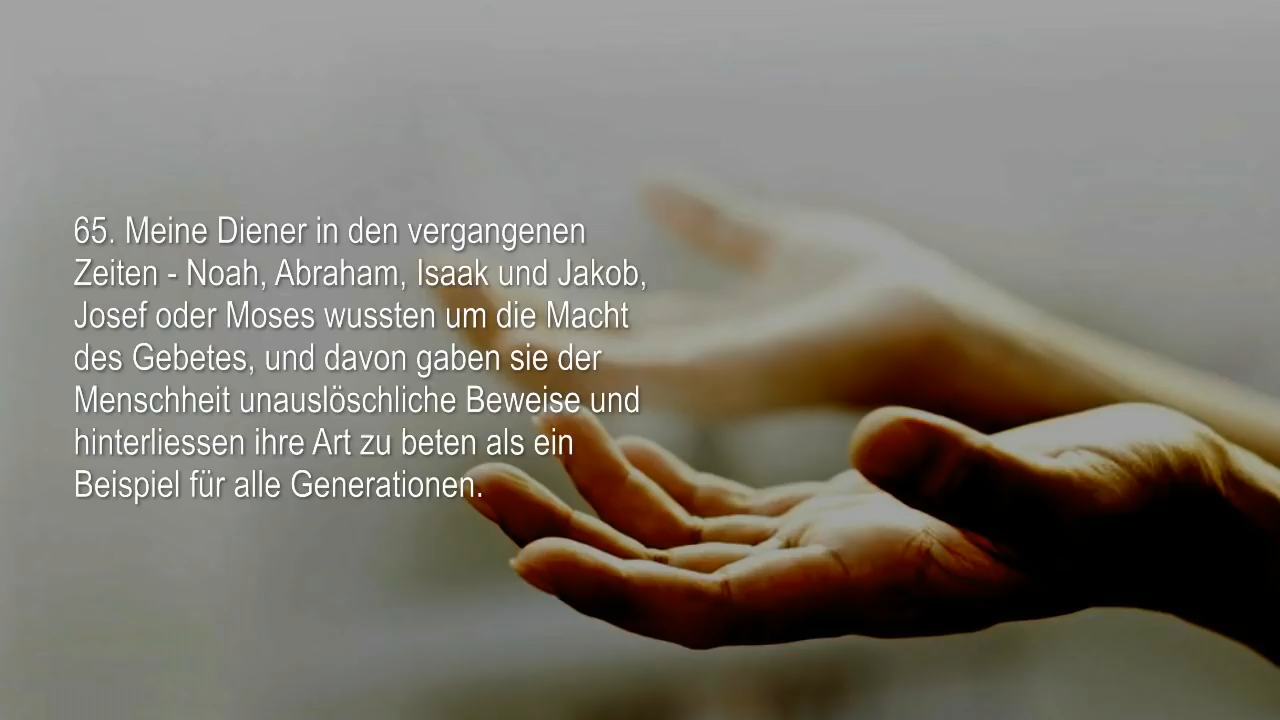 65. Meine Diener in den vergangenen
Zeiten - Noah, Abraham, Isaak und Jakob,
Josef oder Moses wussten um die Macht
des Gebetes, und davon gaben sie der
Menschheit unauslöschliche Beweise und
hinterliessen ihre Art zu beten als ein
Beispiel für alle Generationen.